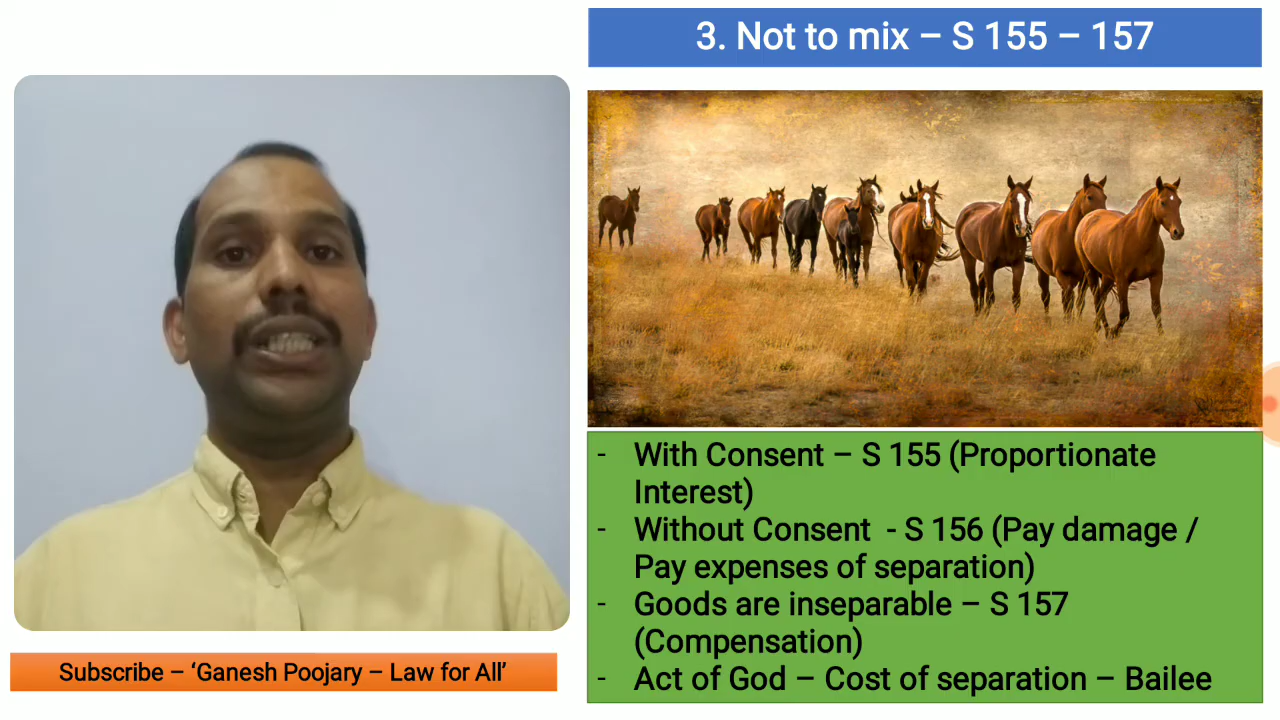 3. Not to mix – S 155 – 157
- With Consent – S 155 (Proportionate
Interest)
- Without Consent - S 156 (Pay damage /
Pay expenses of separation)
- Goods are inseparable – S 157
(Compensation)
- Act of God – Cost of separation – Bailee
Subscribe – ‘Ganesh Poojary – Law for All’